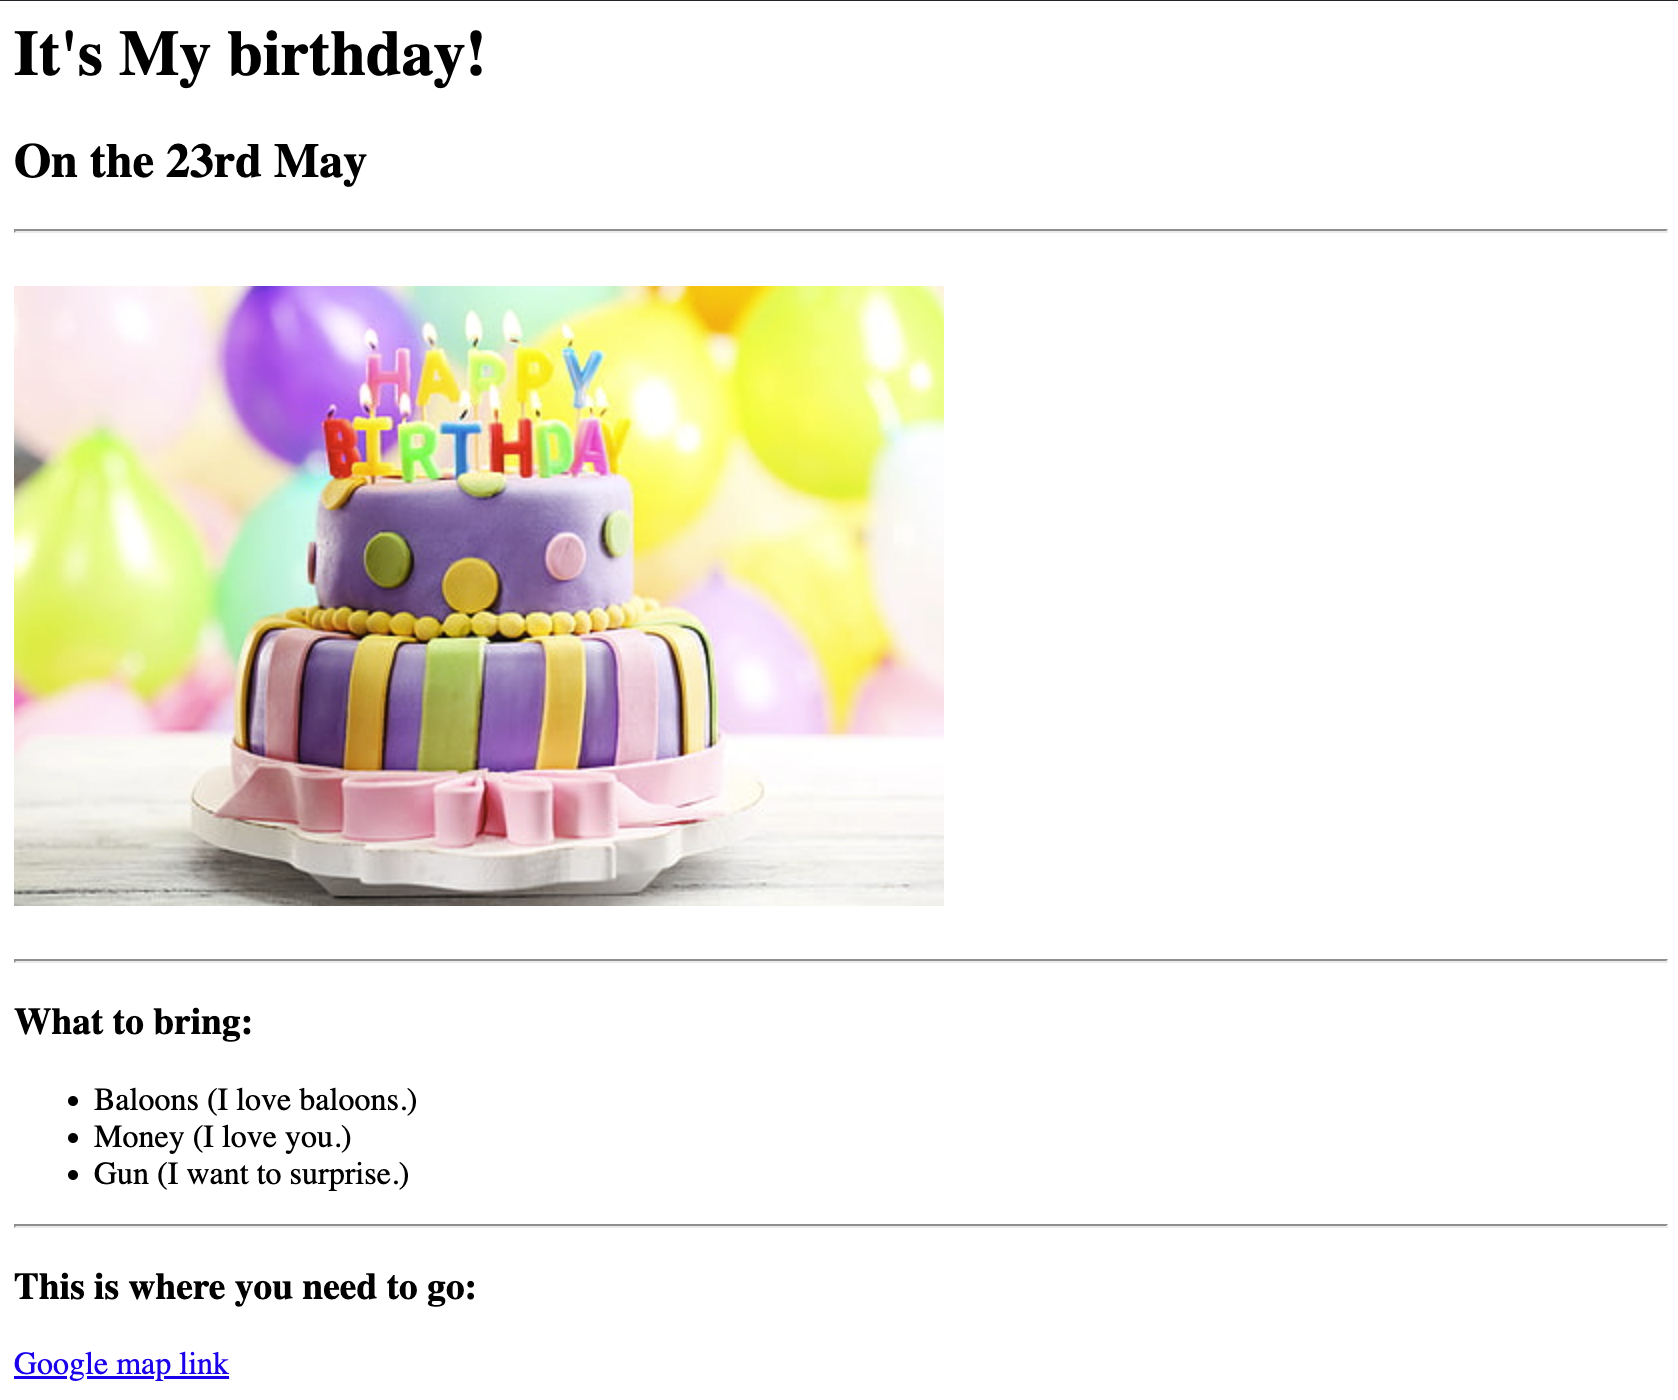 It's My birthday!
On the 23rd May
HAPPY
BIRTHDAY
What to bring:
Baloons (I love baloons.)
Money (I love you.)
Gun (I want to surprise.)
This is where you need to go:
Google map link